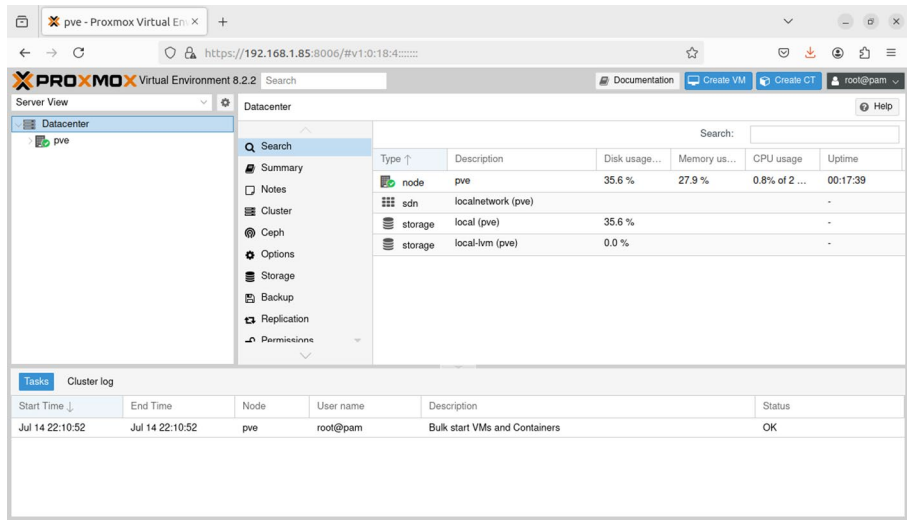 pve - Proxmox Virtual En
https://192.168.1.85:8006/#v1:0:18:4:::::::
PROXMOX Virtual Environment 8.2.2 Search Documentation Create VM Create CT root@pam
Server View Datacenter Help
Datacenter
pve
Search
Summary
Notes
Cluster
Ceph
Options
Storage
Backup
Replication
Permissions
Search:
Type Description Disk usage... Memory us... CPU usage Uptime
node pve 35.6 % 27.9 % 0.8% of 2 ... 00:17:39
sdn localnetwork (pve) -
storage local (pve) 35.6 % -
storage local-lvm (pve) 0.0 % -
Tasks Cluster log
Start Time End Time Node User name Description Status
Jul 14 22:10:52 Jul 14 22:10:52 pve root@pam Bulk start VMs and Containers OK